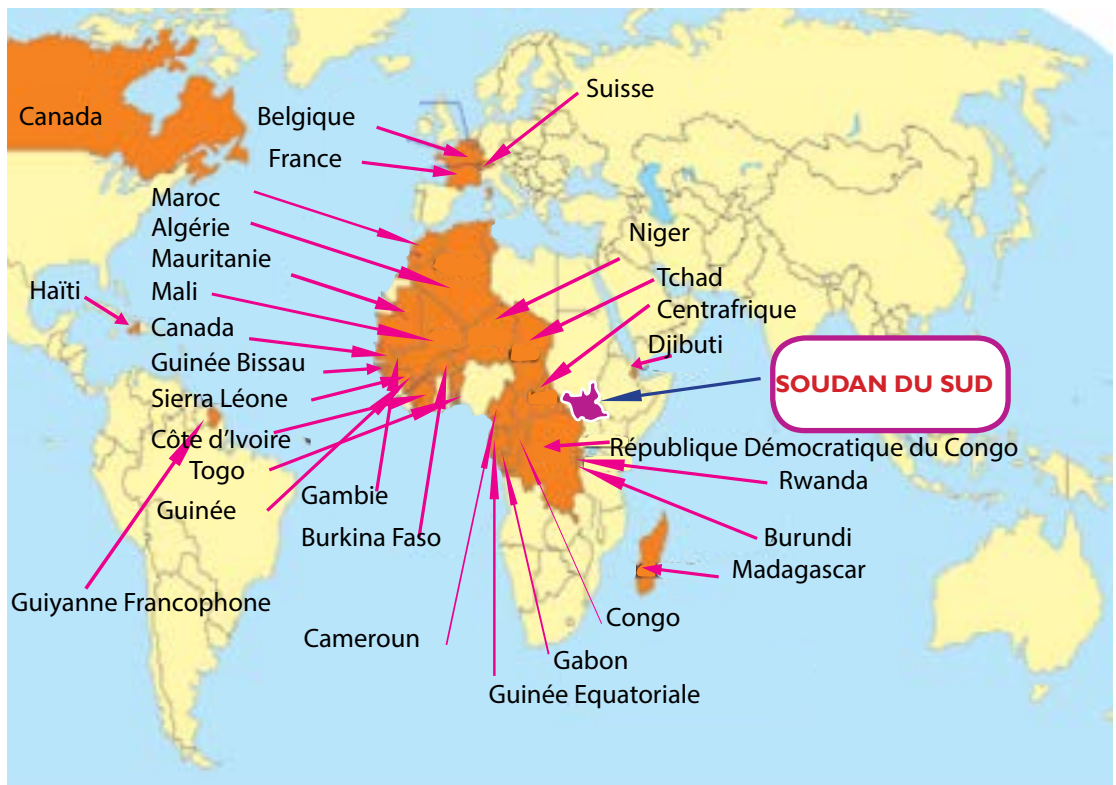 Suisse
Canada
Belgique
France
Maroc
Algérie
Niger
Mauritanie
Tchad
Haïti
Mali
Centrafrique
Canada
Djibuti
Guinée Bissau
SOUDAN DU SUD
Sierra Léone
Côte d'Ivoire
République Démocratique du Congo
Togo
Rwanda
Gambie
Guinée
Burkina Faso
Burundi
Madagascar
Guiyanne Francophone
Congo
Cameroun
Gabon
Guinée Equatoriale